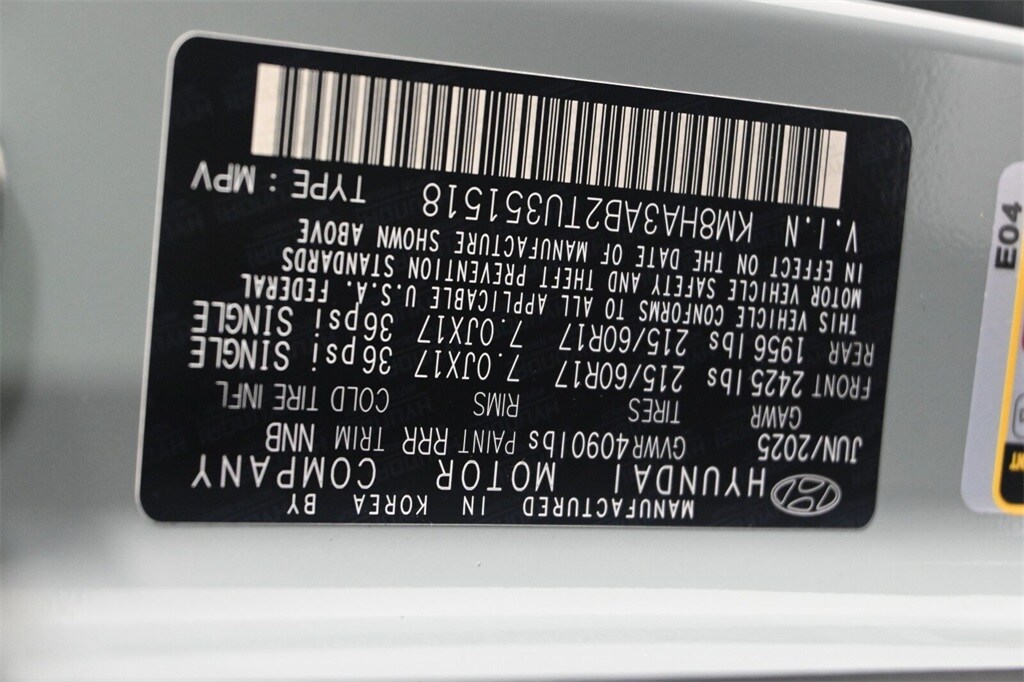 MANUFACTURED IN KOREA BY
HYUNDAI MOTOR COMPANY
JUN/2025 GVWR 4090lbs PAINT RRR TRIM NNB
GAWR TIRES RIMS COLD TIRE INFL
FRONT 2425lbs 215/60R17 7.0JX17 36psi SINGLE
REAR 1956lbs 215/60R17 7.0JX17 36psi SINGLE
THIS VEHICLE CONFORMS TO ALL APPLICABLE U.S.A. FEDERAL
MOTOR VEHICLE SAFETY AND THEFT PREVENTION STANDARDS
IN EFFECT ON THE DATE OF MANUFACTURE SHOWN ABOVE
V.I.N KM8HA3AB2TU351518 TYPE : MPV
E04